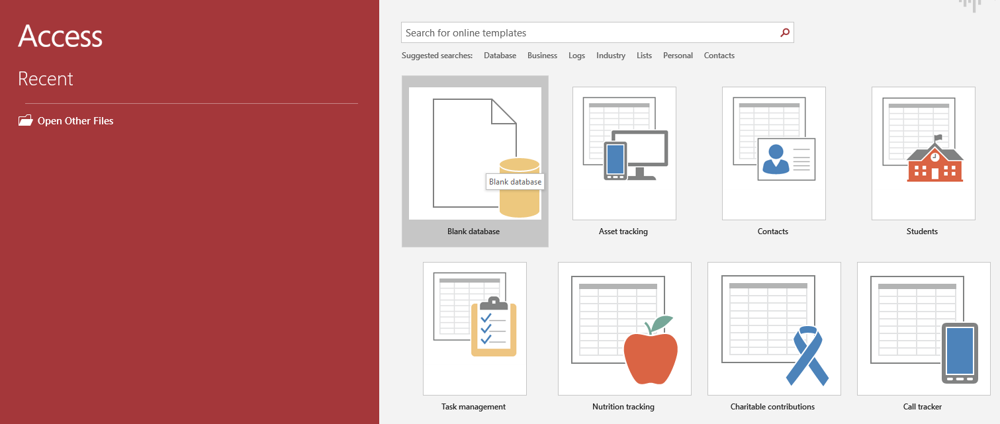 Access
Recent
Open Other Files
Search for online templates
Suggested searches: Database Business Logs Industry Lists Personal Contacts
Blank database
Blank database
Asset tracking
Contacts
Students
Task management
Nutrition tracking
Charitable contributions
Call tracker